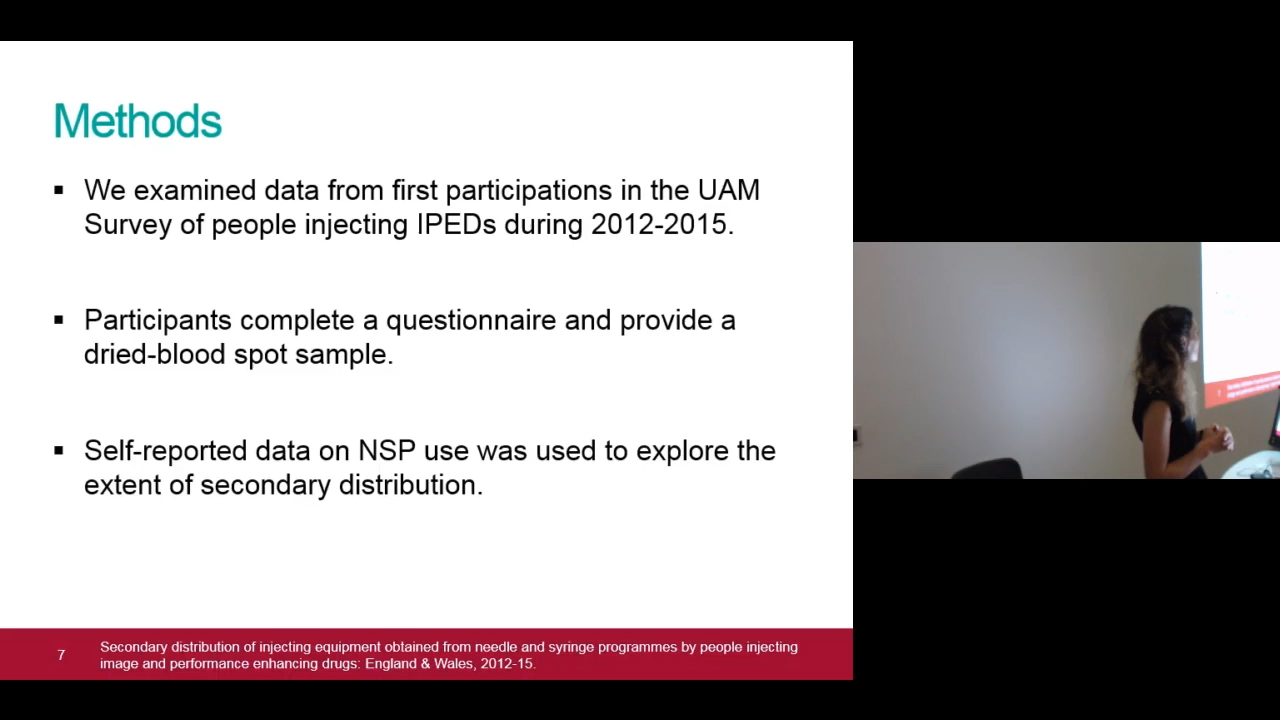 Methods
▪ We examined data from first participations in the UAM
Survey of people injecting IPEDs during 2012-2015.
▪ Participants complete a questionnaire and provide a
dried-blood spot sample.
▪ Self-reported data on NSP use was used to explore the
extent of secondary distribution.
7
Secondary distribution of injecting equipment obtained from needle and syringe programmes by people injecting
image and performance enhancing drugs: England & Wales, 2012-15.